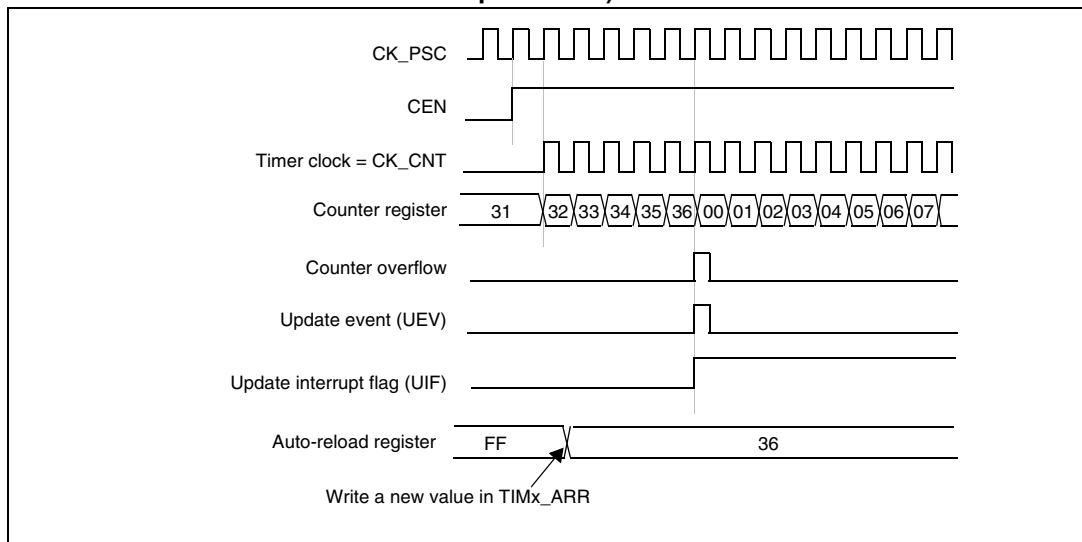 CK_PSC
CEN
Timer clock = CK_CNT
Counter register 31 32 33 34 35 36 00 01 02 03 04 05 06 07
Counter overflow
Update event (UEV)
Update interrupt flag (UIF)
Auto-reload register FF 36
Write a new value in TIMx_ARR